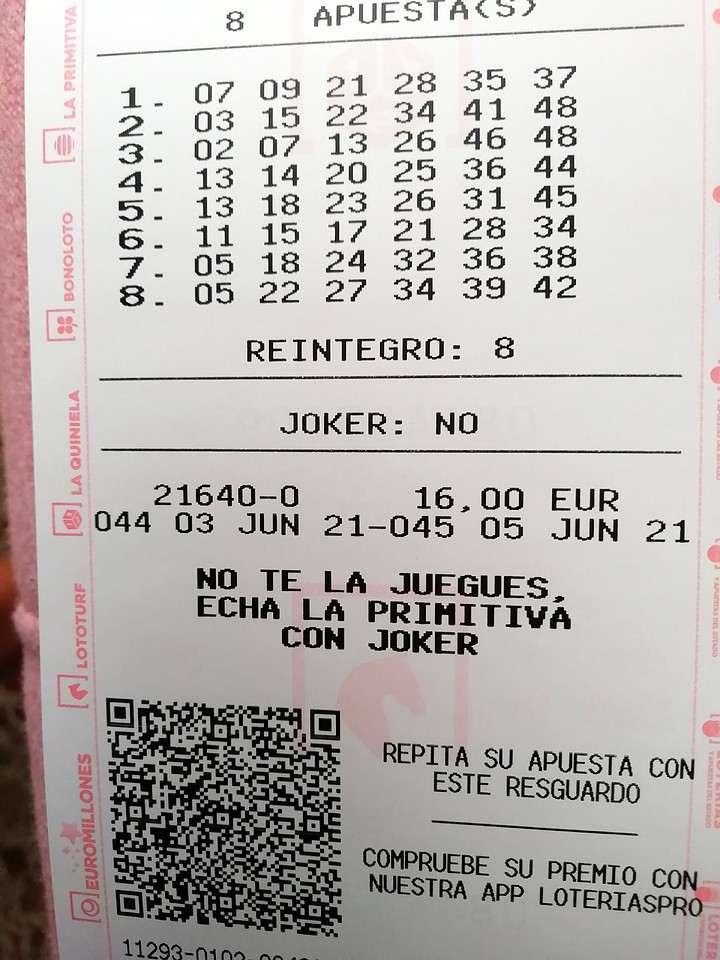 8 APUESTA(S)
1. 07 09 21 28 35 37
2. 03 15 22 34 41 48
3. 02 07 13 26 46 48
4. 13 14 20 25 36 44
5. 13 18 23 26 31 45
6. 11 15 17 21 28 34
7. 05 18 24 32 36 38
8. 05 22 27 34 39 42
REINTEGRO: 8
JOKER: NO
21640-0 16,00 EUR
044 03 JUN 21-045 05 JUN 21
NO TE LA JUEGUES,
ECHA LA PRIMITIVA
CON JOKER
REPITA SU APUESTA CON
ESTE RESGUARDO
COMPRUEBE SU PREMIO CON
NUESTRA APP LOTERIASPRO
LA PRIMITIVA
BONOLOTO
LA QUINIELA
LOTOTURF
EUROMILLONES